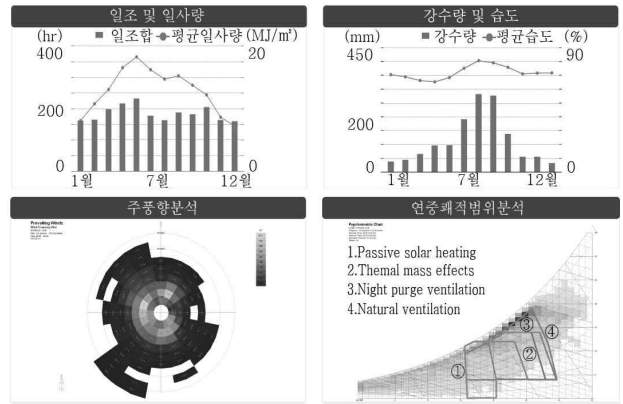 일조 및 일사량
(hr) 일조합 평균일사량 (MJ/㎡)
400 20
200
0 0
1월 7월 12월
강수량 및 습도
(mm) 강수량 평균습도 (%)
450 90
200
0 0
1월 7월 12월
주풍향분석
Prevailing Winds
연중쾌적범위분석
Psychrometric Chart
1.Passive solar heating
2.Themal mass effects
3.Night purge ventilation
4.Natural ventilation
① ② ③ ④